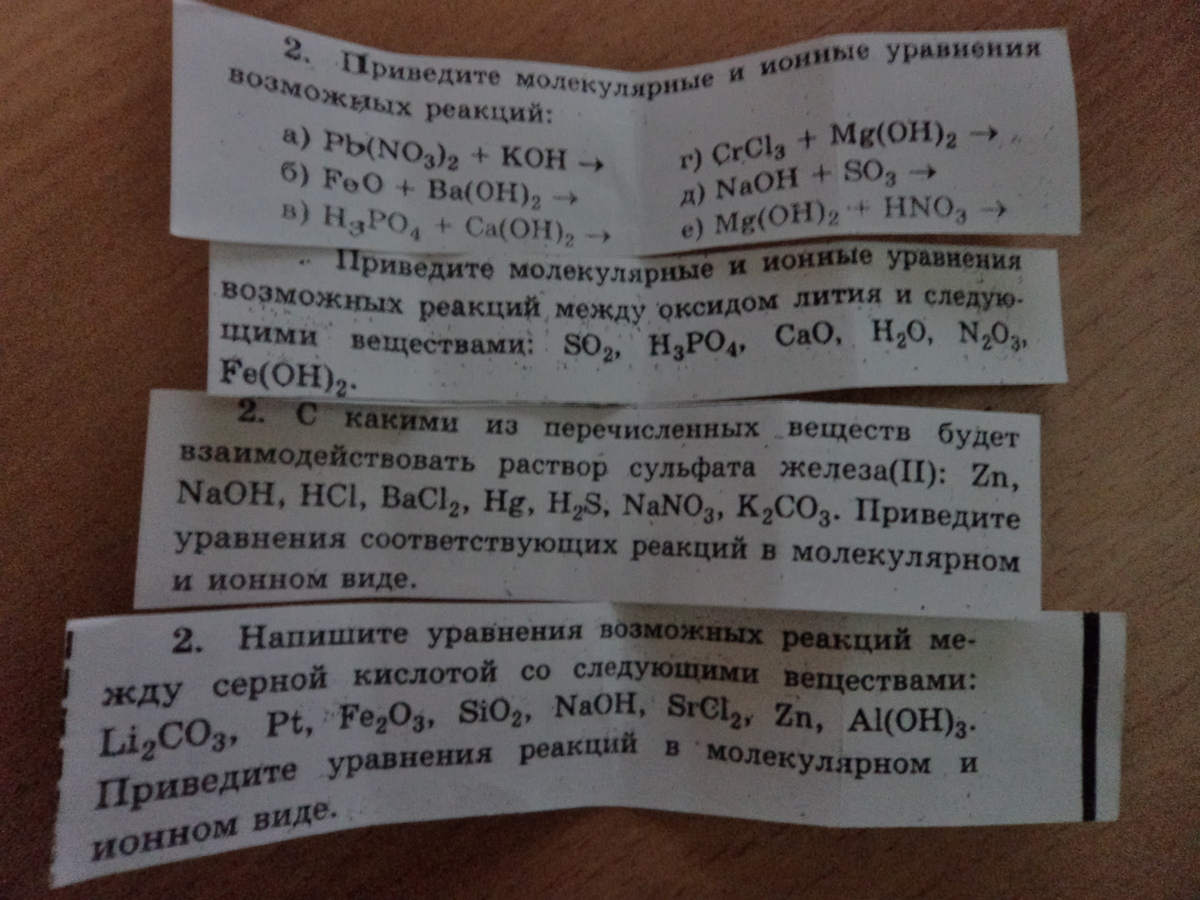 2. Приведите молекулярные и ионные уравнения
возможных реакций:
а) Pb(NO₃)₂ + KOH →
б) FeO + Ba(OH)₂ →
в) H₃PO₄ + Ca(OH)₂ →
г) CrCl₃ + Mg(OH)₂ →
д) NaOH + SO₃ →
е) Mg(OH)₂ + HNO₃ →
Приведите молекулярные и ионные уравнения
возможных реакций между оксидом лития и следую-
щими веществами: SO₂, H₃PO₄, CaO, H₂O, N₂O₃,
Fe(OH)₂.
2. С какими из перечисленных веществ будет
взаимодействовать раствор сульфата железа(II): Zn,
NaOH, HCl, BaCl₂, Hg, H₂S, NaNO₃, K₂CO₃. Приведите
уравнения соответствующих реакций в молекулярном
и ионном виде.
2. Напишите уравнения возможных реакций ме-
жду серной кислотой со следующими веществами:
Li₂CO₃, Pt, Fe₂O₃, SiO₂, NaOH, SrCl₂, Zn, Al(OH)₃.
Приведите уравнения реакций в молекулярном и
ионном виде.